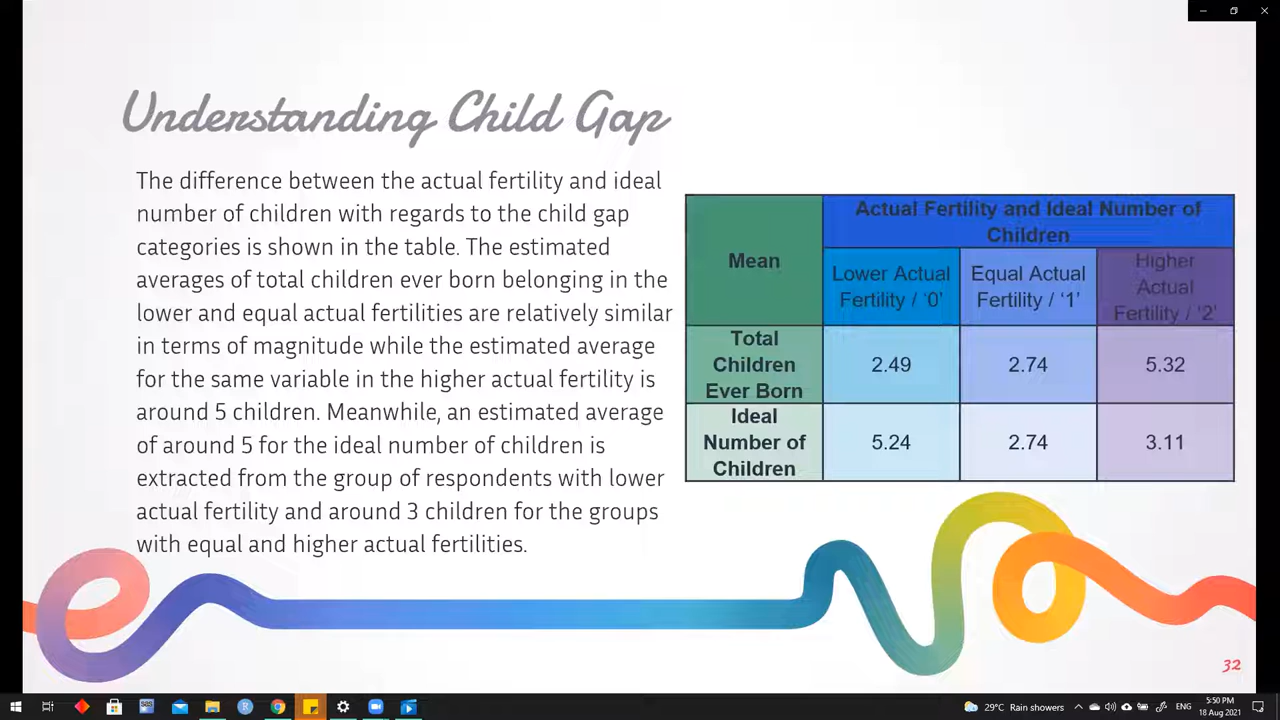 Understanding Child Gap
The difference between the actual fertility and ideal
number of children with regards to the child gap
categories is shown in the table. The estimated
averages of total children ever born belonging in the
lower and equal actual fertilities are relatively similar
in terms of magnitude while the estimated average
for the same variable in the higher actual fertility is
around 5 children. Meanwhile, an estimated average
of around 5 for the ideal number of children is
extracted from the group of respondents with lower
actual fertility and around 3 children for the groups
with equal and higher actual fertilities.
Mean
Actual Fertility and Ideal Number of
Children
Lower Actual
Fertility / ‘0’
Equal Actual
Fertility / ‘1’
Higher
Actual
Fertility / ‘2’
Total
Children
Ever Born
2.49
2.74
5.32
Ideal
Number of
Children
5.24
2.74
3.11
32
29°C Rain showers
ENG
5:50 PM
18 Aug 2021